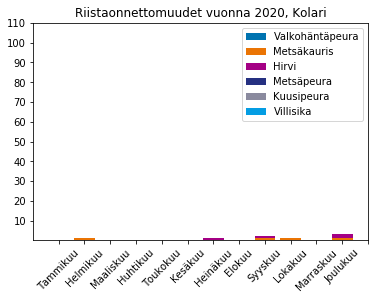 Riistaonnettomuudet vuonna 2020, Kolari
110
100
90
80
70
60
50
40
30
20
10
Valkohäntäpeura
Metsäkauris
Hirvi
Metsäpeura
Kuusipeura
Villisika
Tammikuu
Helmikuu
Maaliskuu
Huhtikuu
Toukokuu
Kesäkuu
Heinäkuu
Elokuu
Syyskuu
Lokakuu
Marraskuu
Joulukuu